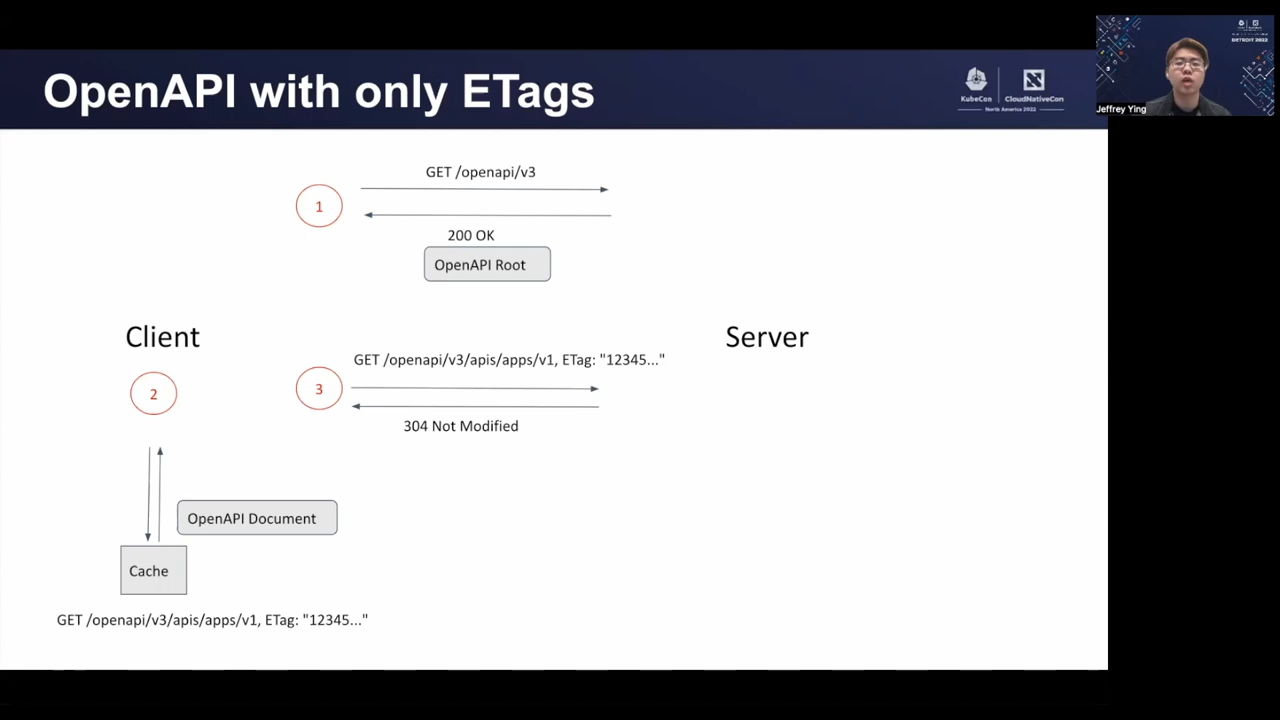 OpenAPI with only ETags
KubeCon
CloudNativeCon
North America 2022
DETROIT 2022
Jeffrey Ying
GET /openapi/v3
1
200 OK
OpenAPI Root
Client
Server
GET /openapi/v3/apis/apps/v1, ETag: "12345..."
2
3
304 Not Modified
OpenAPI Document
Cache
GET /openapi/v3/apis/apps/v1, ETag: "12345..."